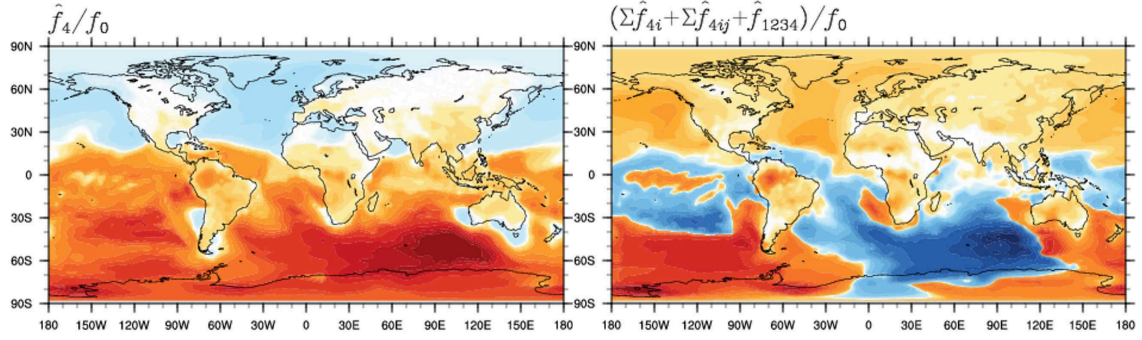 f̂₄/f₀
(Σf̂₄ᵢ+Σf̂₄ᵢⱼ+f̂₁₂₃₄)/f₀
90N 90N
60N 60N
30N 30N
0 0
30S 30S
60S 60S
90S 90S
180 150W 120W 90W 60W 30W 0 30E 60E 90E 120E 150E 180
180 150W 120W 90W 60W 30W 0 30E 60E 90E 120E 150E 180